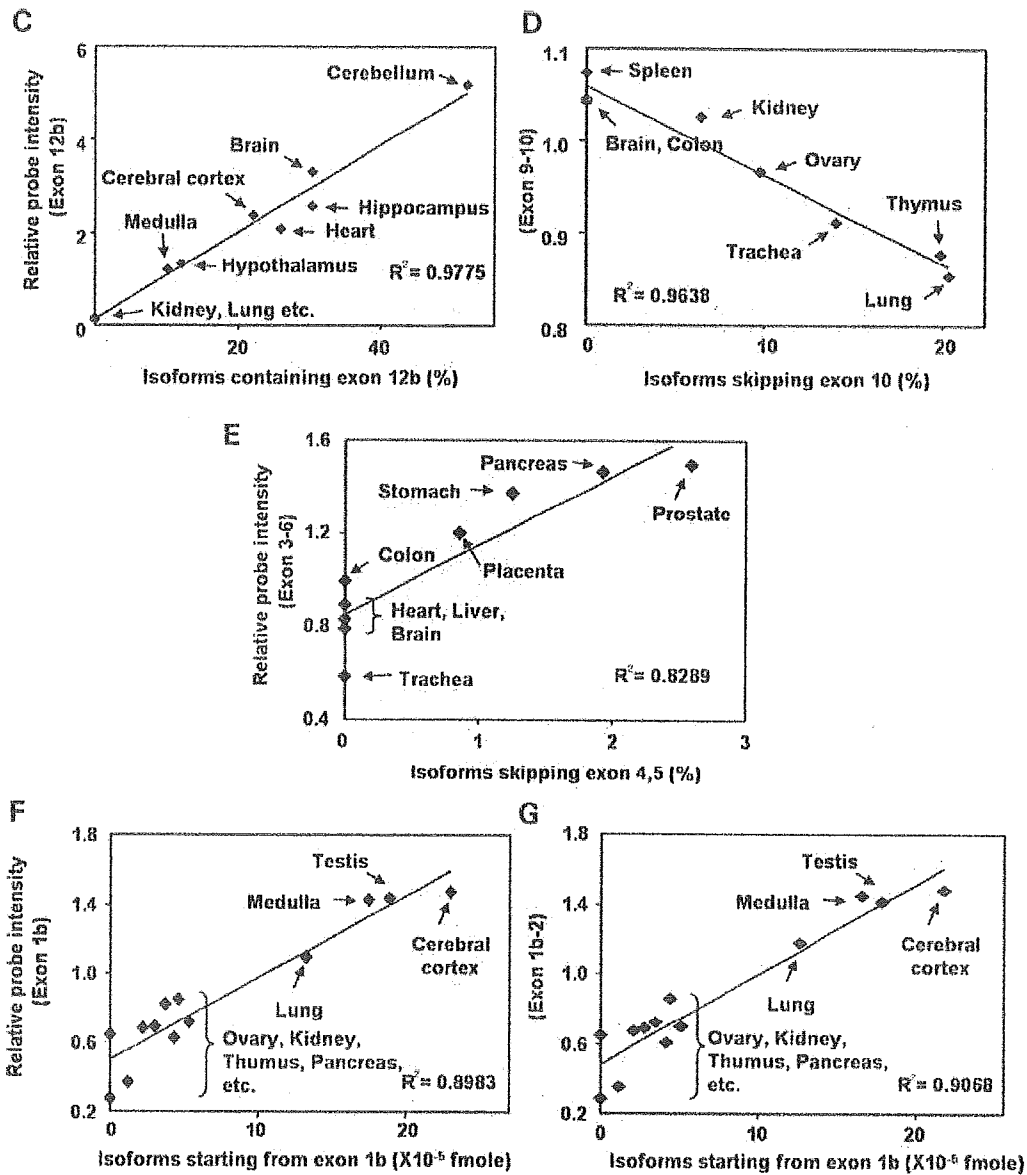 C
Relative probe intensity
(Exon 12b)
6
4
2
0
20
40
Cerebellum
Brain
Cerebral cortex
Medulla
Hippocampus
Heart
Hypothalamus
R²= 0.9775
Kidney, Lung etc.
Isoforms containing exon 12b (%)
D
(Exon 9-10)
1.1
1.0
0.9
0.8
0
10
20
Spleen
Kidney
Brain, Colon
Ovary
Thymus
Trachea
Lung
R²= 0.9638
Isoforms skipping exon 10 (%)
E
Relative probe intensity
(Exon 3-6)
1.6
1.2
0.8
0.4
0
1
2
3
Pancreas
Stomach
Prostate
Colon
Placenta
Heart, Liver,
Brain
Trachea
R²= 0.8289
Isoforms skipping exon 4,5 (%)
F
Relative probe intensity
(Exon 1b)
1.8
1.4
1.0
0.6
0.2
0
10
20
Testis
Medulla
Cerebral
cortex
Lung
Ovary, Kidney,
Thumus, Pancreas,
etc.
R²= 0.8983
Isoforms starting from exon 1b (X10⁻⁵ fmole)
G
(Exon 1b-2)
1.8
1.4
1.0
0.6
0.2
0
10
20
Testis
Medulla
Cerebral
cortex
Lung
Ovary, Kidney,
Thumus, Pancreas,
etc.
R²= 0.9068
Isoforms starting from exon 1b (X10⁻⁵ fmole)